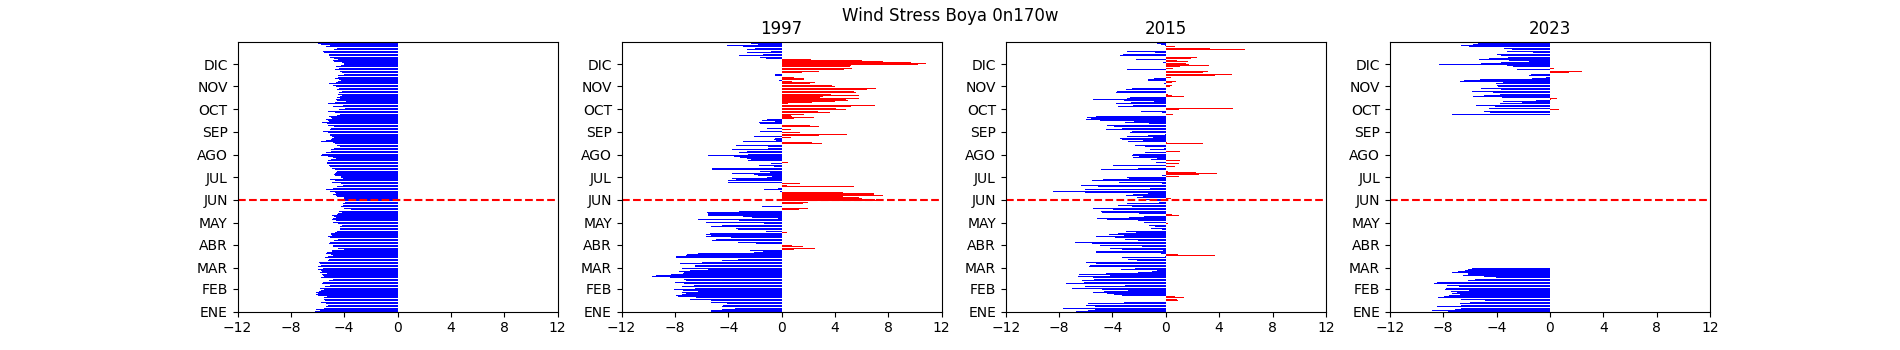 Wind Stress Boya 0n170w
1997
2015
2023
DIC DIC DIC DIC
NOV NOV NOV NOV
OCT OCT OCT OCT
SEP SEP SEP SEP
AGO AGO AGO AGO
JUL JUL JUL JUL
JUN JUN JUN JUN
MAY MAY MAY MAY
ABR ABR ABR ABR
MAR MAR MAR MAR
FEB FEB FEB FEB
ENE ENE ENE ENE
−12 −8 −4 0 4 8 12 −12 −8 −4 0 4 8 12 −12 −8 −4 0 4 8 12 −12 −8 −4 0 4 8 12